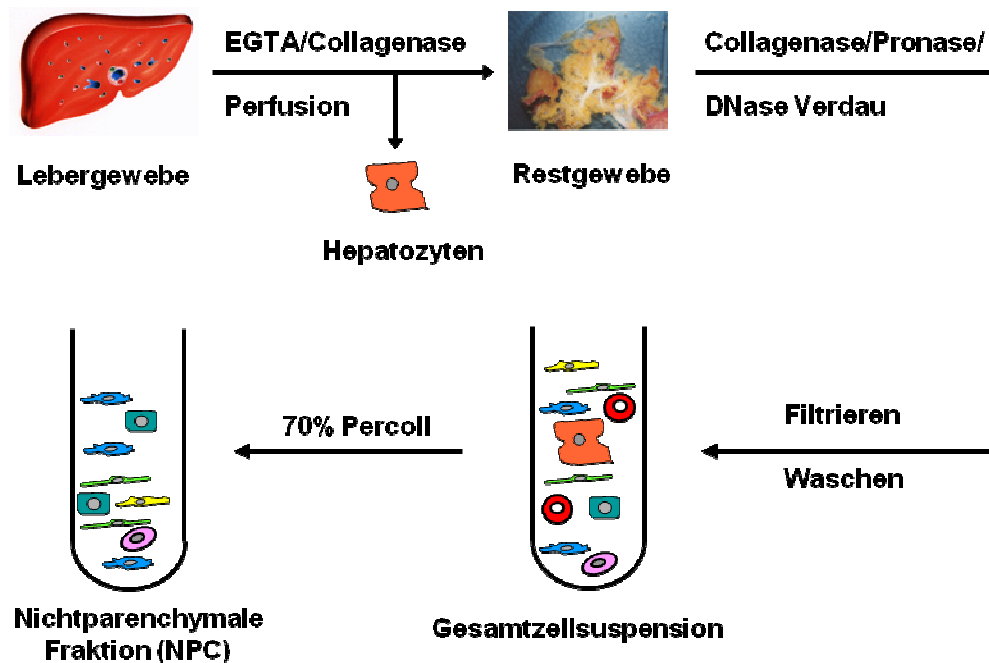 EGTA/Collagenase
Perfusion
Collagenase/Pronase/
DNase Verdau
Lebergewebe
Restgewebe
Hepatozyten
70% Percoll
Filtrieren
Waschen
Nichtparenchymale
Fraktion (NPC)
Gesamtzellsuspension